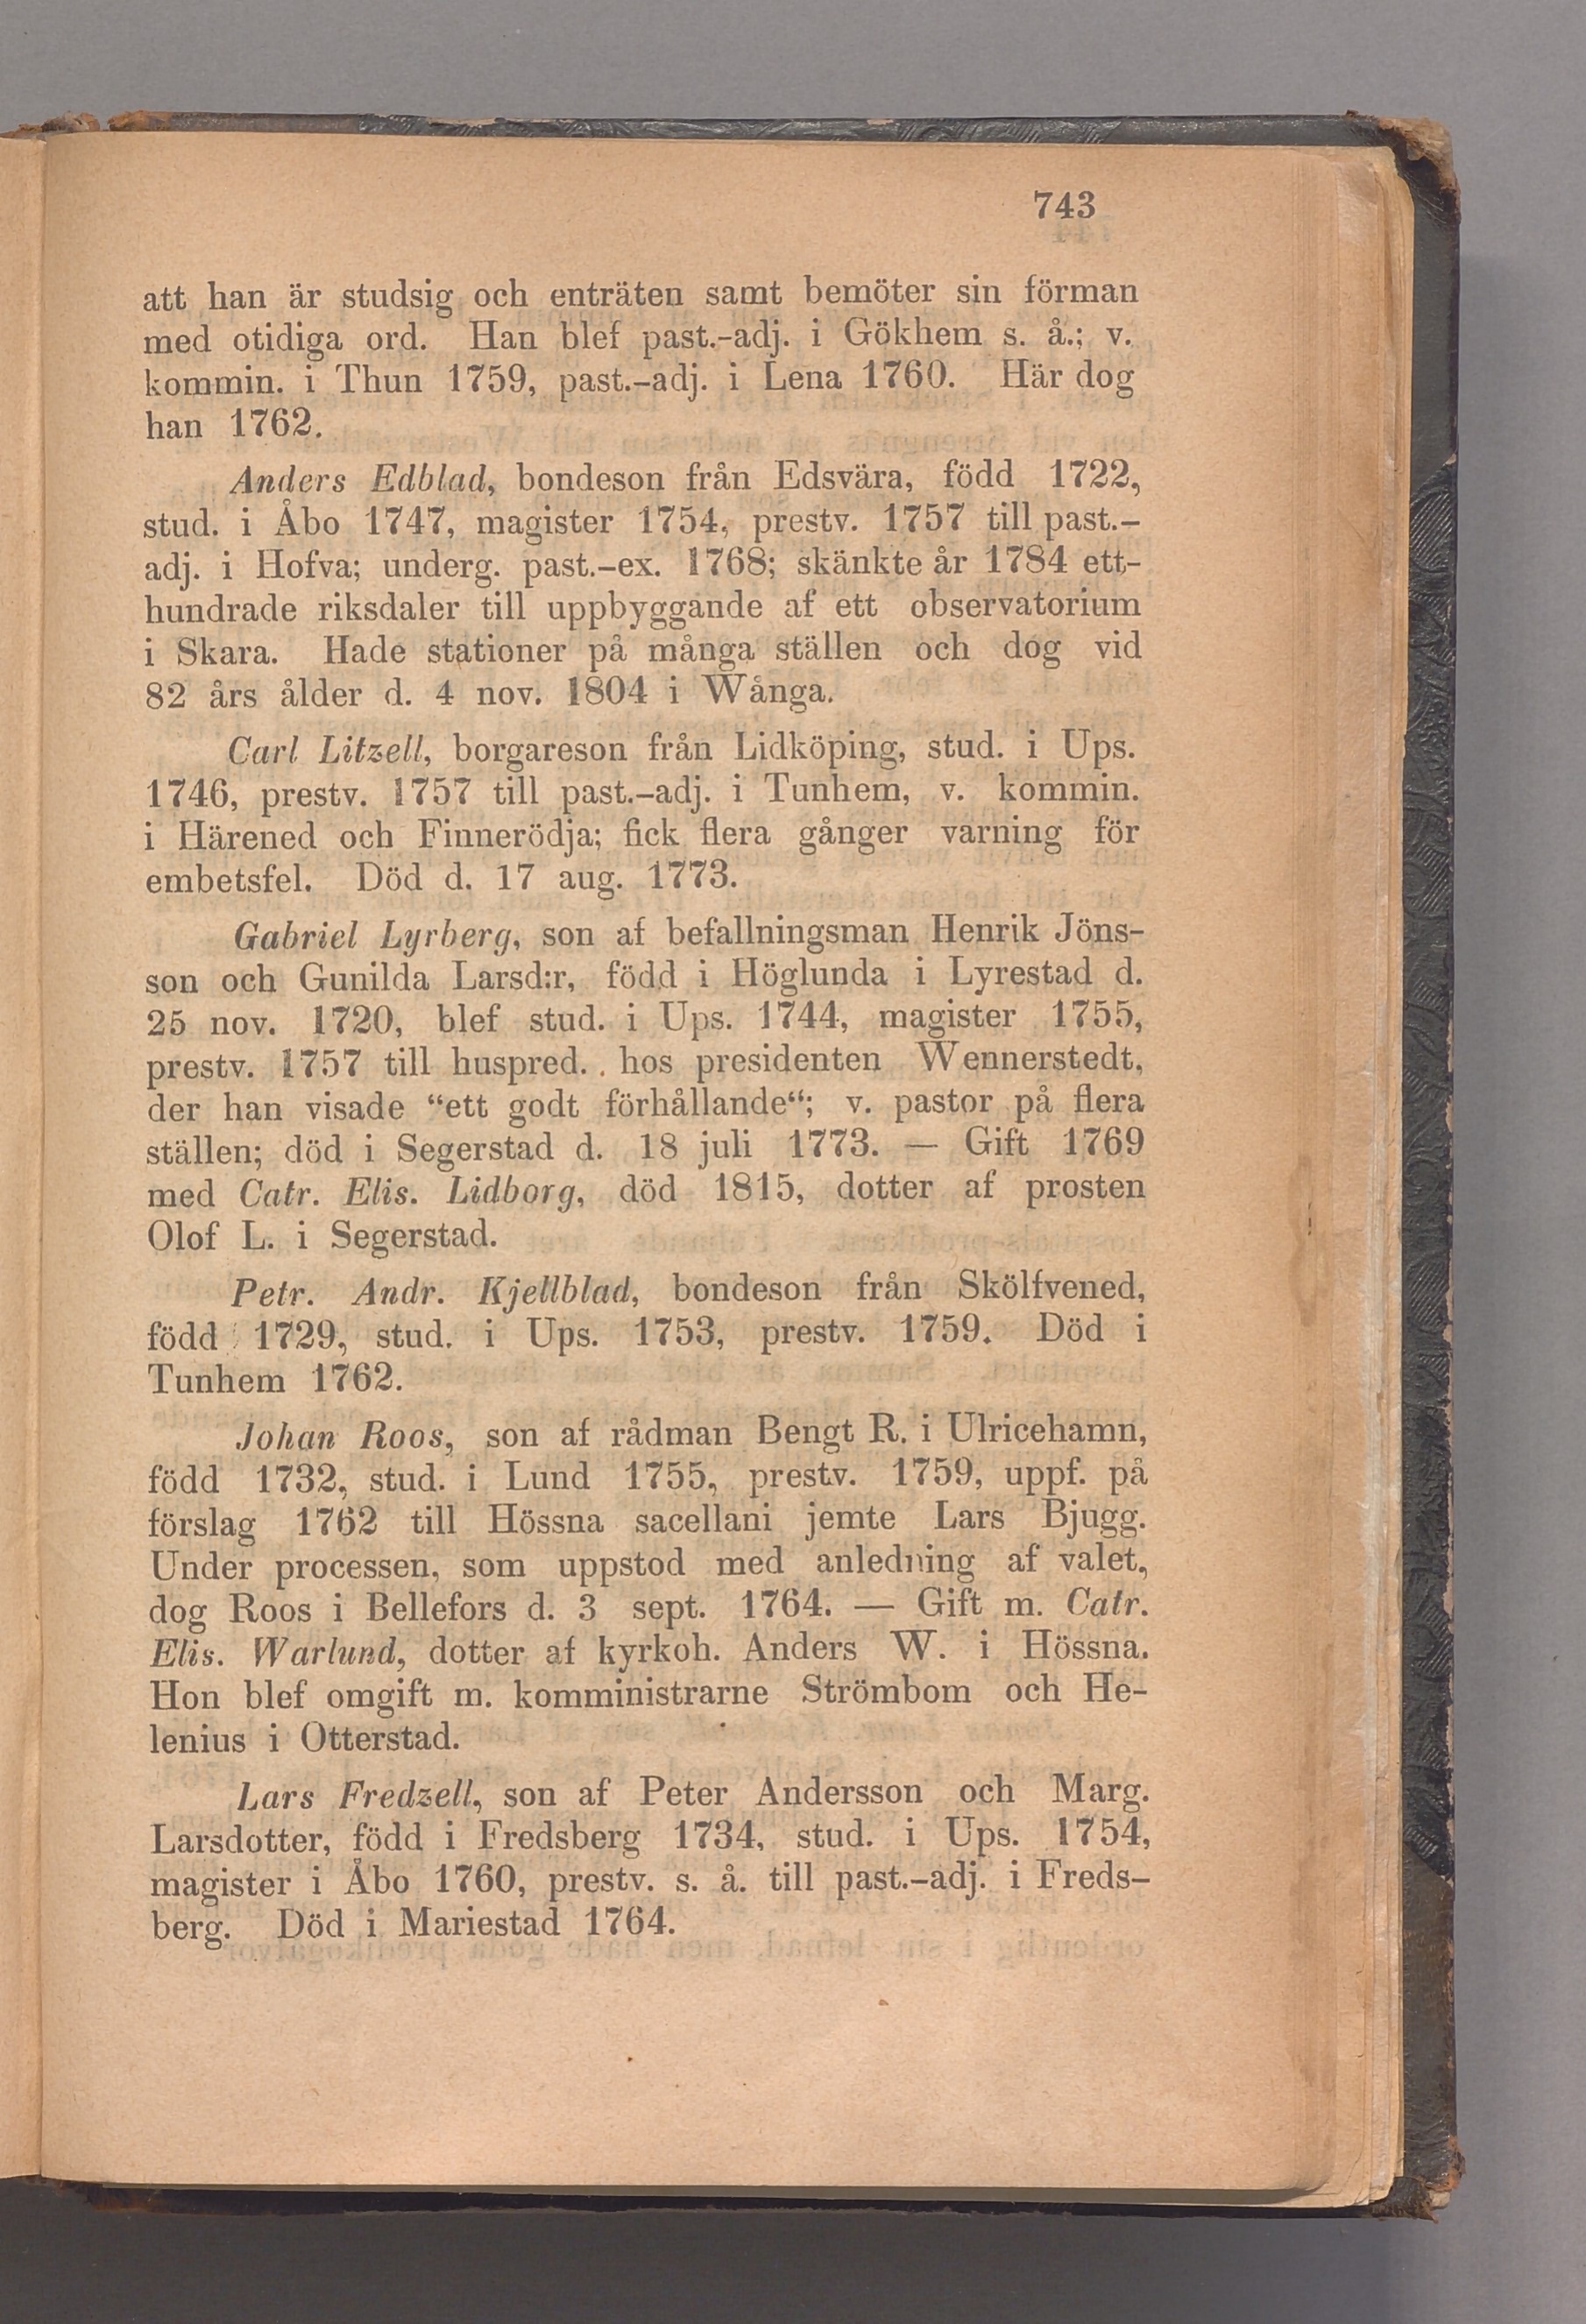 743
att han är studsig och enträten samt bemöter sin förman
med otidiga ord. Han blef past.-adj. i Gökhem s. å.; v.
kommin. i Thun 1759, past.-adj. i Lena 1760. Här dog
han 1762.
Anders Edblad, bondeson från Edsvära, född 1722,
stud. i Åbo 1747, magister 1754, prestv. 1757 till past.-
adj. i Hofva; underg. past.-ex. 1768; skänkte år 1784 ett-
hundrade riksdaler till uppbyggande af ett observatorium
i Skara. Hade stationer på många ställen och dog vid
82 års ålder d. 4 nov. 1804 i Wånga.
Carl Litzell, borgareson från Lidköping, stud. i Ups.
1746, prestv. 1757 till past.-adj. i Tunhem, v. kommin.
i Härened och Finnerödja; fick flera gånger varning för
embetsfel. Död d. 17 aug. 1773.
Gabriel Lyrberg, son af befallningsman Henrik Jöns-
son och Gunilda Larsd:r, född i Höglunda i Lyrestad d.
25 nov. 1720, blef stud. i Ups. 1744, magister 1755,
prestv. 1757 till huspred. hos presidenten Wennerstedt,
der han visade “ett godt förhållande“; v. pastor på flera
ställen; död i Segerstad d. 18 juli 1773. — Gift 1769
med Catr. Elis. Lidborg, död 1815, dotter af prosten
Olof L. i Segerstad.
Petr. Andr. Kjellblad, bondeson från Skölfvened,
född 1729, stud. i Ups. 1753, prestv. 1759. Död i
Tunhem 1762.
Johan Roos, son af rådman Bengt R. i Ulricehamn,
född 1732, stud. i Lund 1755, prestv. 1759, uppf. på
förslag 1762 till Hössna sacellani jemte Lars Bjugg.
Under processen, som uppstod med anledning af valet,
dog Roos i Bellefors d. 3 sept. 1764. — Gift m. Catr.
Elis. Warlund, dotter af kyrkoh. Anders W. i Hössna.
Hon blef omgift m. komministrarne Strömbom och He-
lenius i Otterstad.
Lars Fredzell, son af Peter Andersson och Marg.
Larsdotter, född i Fredsberg 1734, stud. i Ups. 1754,
magister i Åbo 1760, prestv. s. å. till past.-adj. i Freds-
berg. Död i Mariestad 1764.